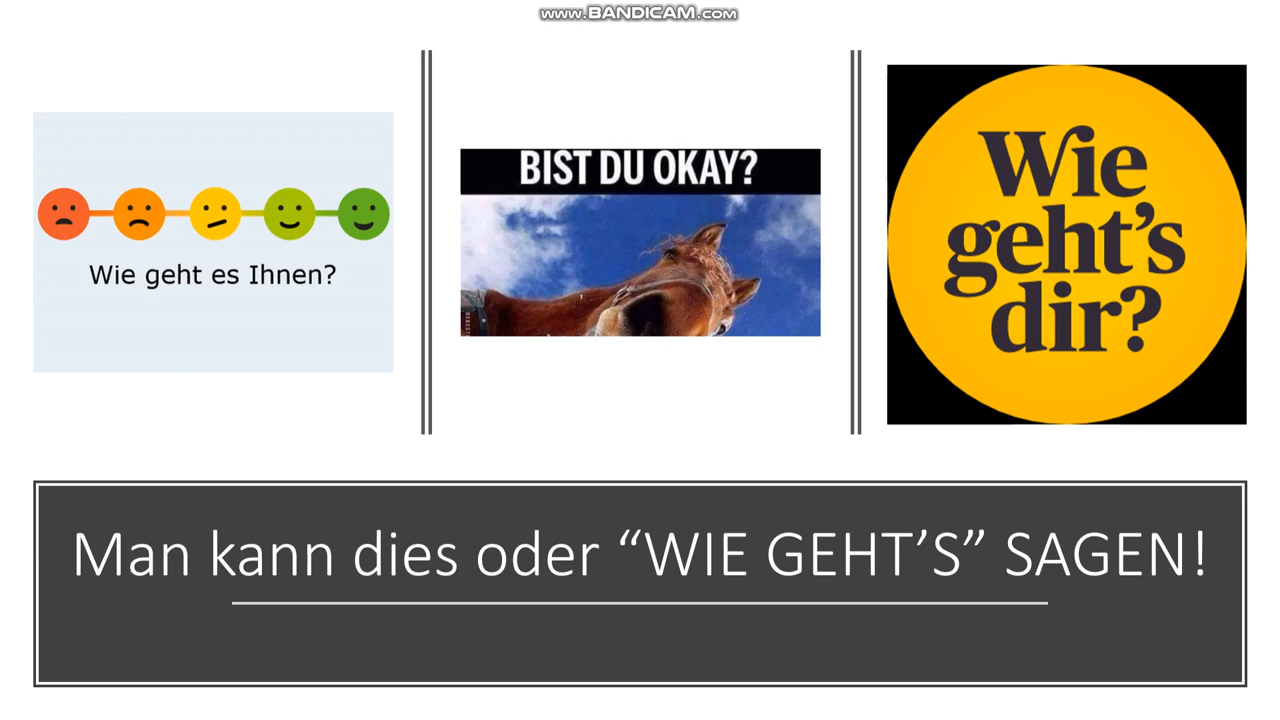 www.BANDICAM.com
Wie geht es Ihnen?
BIST DU OKAY?
Wie
geht's
dir?
Man kann dies oder “WIE GEHT’S” SAGEN!